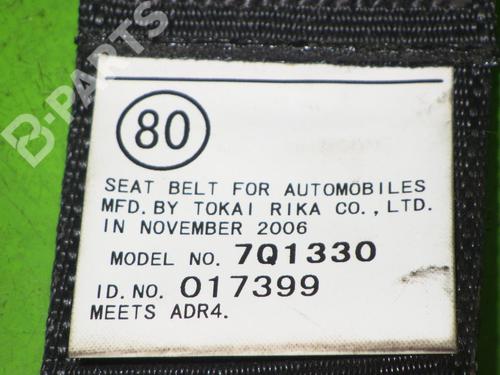 B-PARTS
80
SEAT BELT FOR AUTOMOBILES
MFD. BY TOKAI RIKA CO., LTD.
IN NOVEMBER 2006
MODEL NO. 7Q1330
ID. NO. 017399
MEETS ADR4.